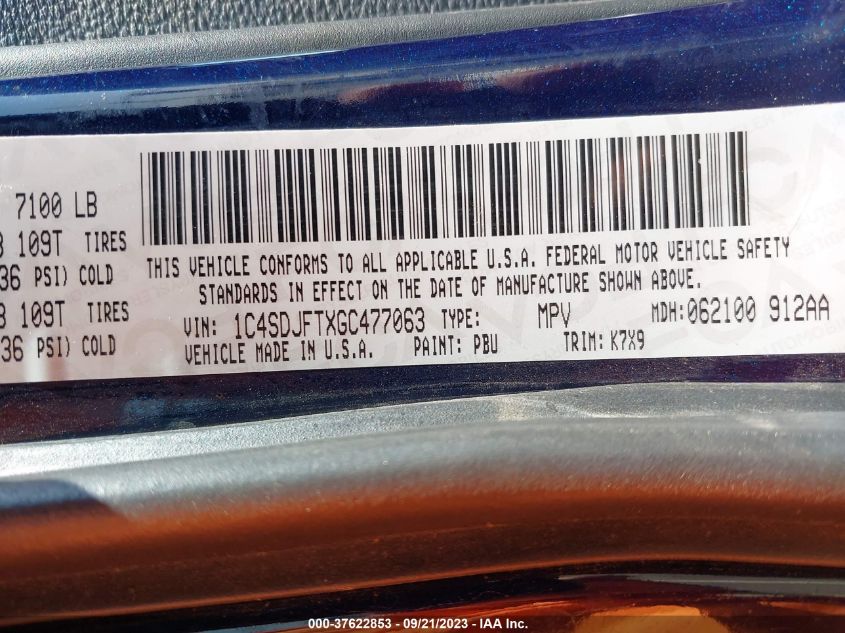 7100 LB
109T TIRES
36 PSI) COLD
109T TIRES
36 PSI) COLD
THIS VEHICLE CONFORMS TO ALL APPLICABLE U.S.A. FEDERAL MOTOR VEHICLE SAFETY
STANDARDS IN EFFECT ON THE DATE OF MANUFACTURE SHOWN ABOVE.
VIN: 1C4SDJFTXGC477063 TYPE: MPV MDH:062100 912AA
VEHICLE MADE IN U.S.A. PAINT: PBU TRIM: K7X9
000-37622853 - 09/21/2023 - IAA Inc.